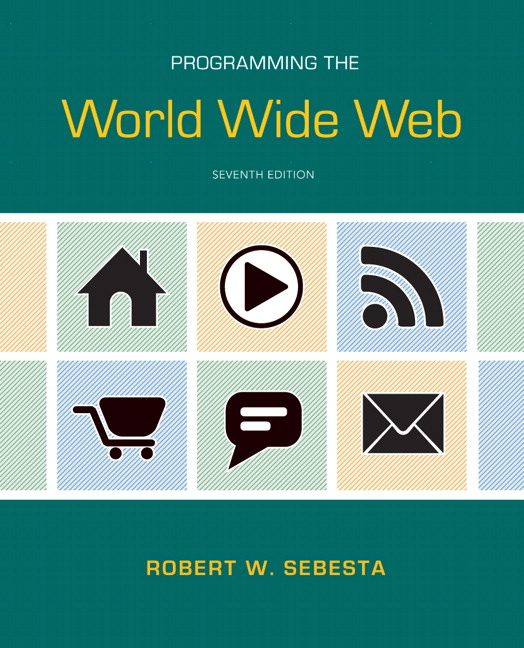 PROGRAMMING THE
World Wide Web
SEVENTH EDITION
ROBERT W. SEBESTA